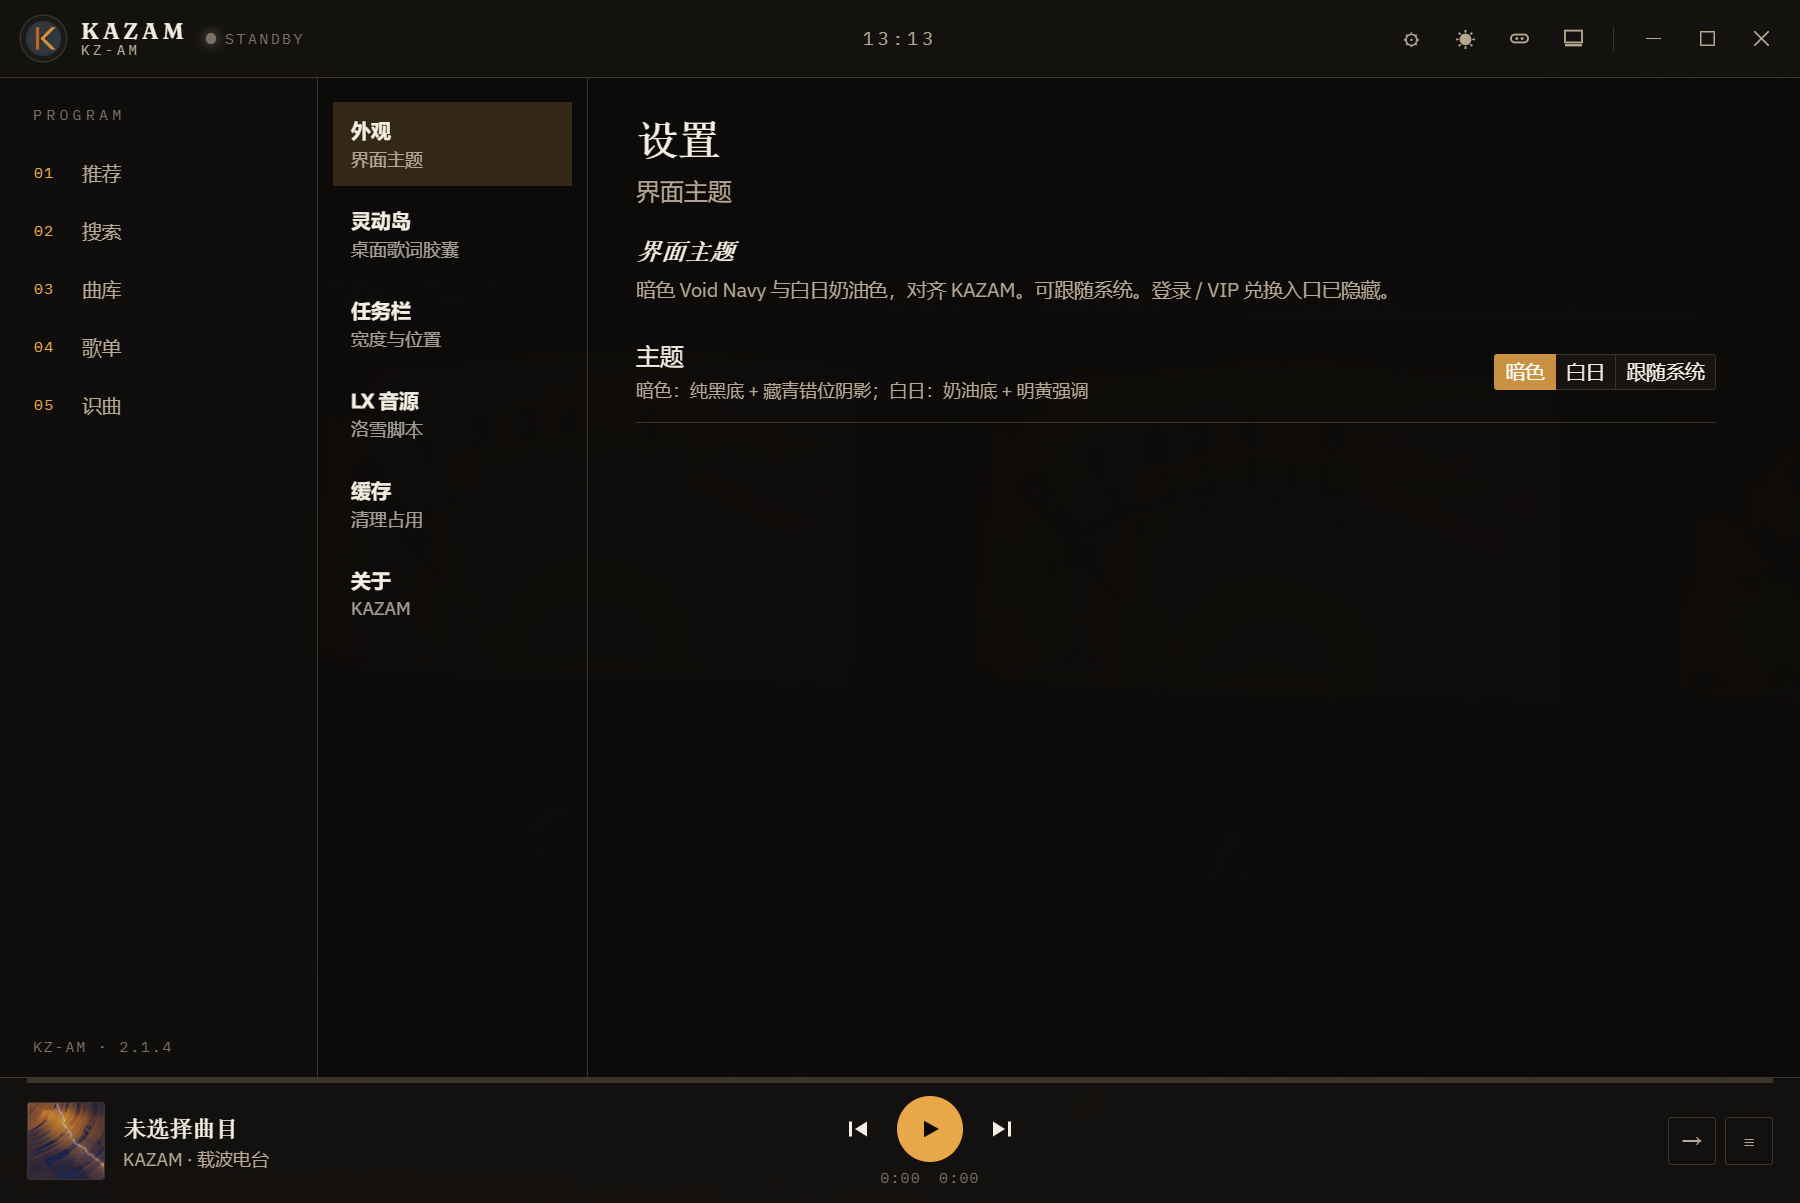 KAZAM
KZ-AM
STANDBY
13:13
PROGRAM
01 推荐
02 搜索
03 曲库
04 歌单
05 识曲
KZ-AM · 2.1.4
外观
界面主题
灵动岛
桌面歌词胶囊
任务栏
宽度与位置
LX 音源
洛雪脚本
缓存
清理占用
关于
KAZAM
设置
界面主题
界面主题
暗色 Void Navy 与白日奶油色，对齐 KAZAM。可跟随系统。登录 / VIP 兑换入口已隐藏。
主题
暗色：纯黑底 + 藏青错位阴影；白日：奶油底 + 明黄强调
暗色 白日 跟随系统
未选择曲目
KAZAM · 载波电台
0:00 0:00